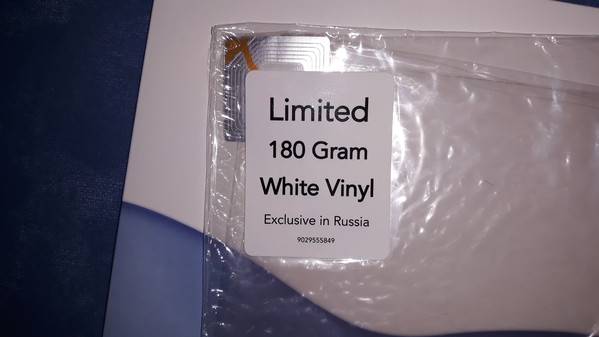 Limited
180 Gram
White Vinyl
Exclusive in Russia
9029555849